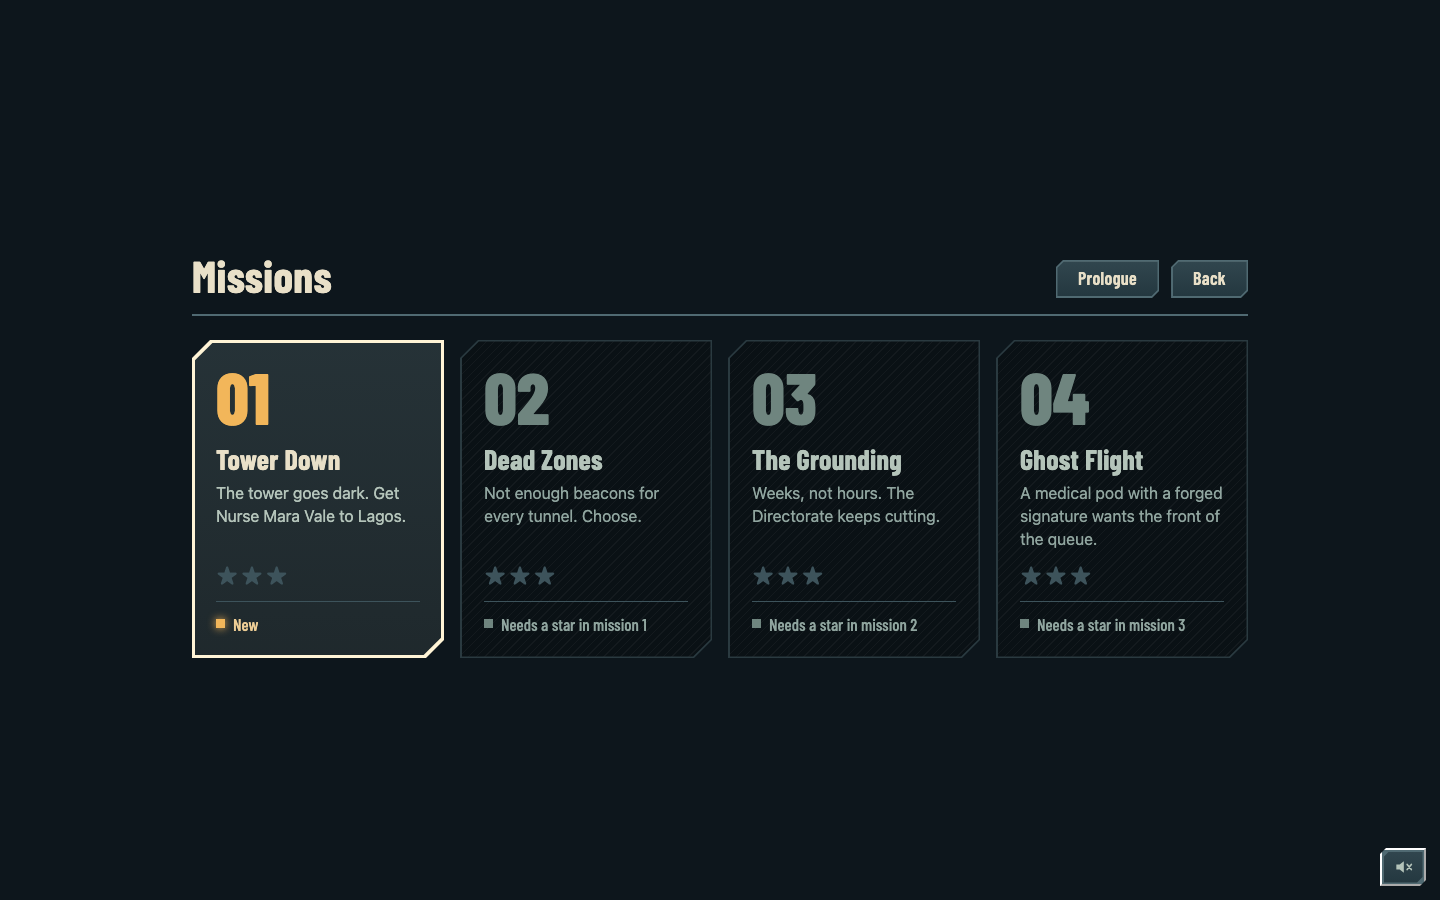 Missions
Prologue
Back
01
Tower Down
The tower goes dark. Get
Nurse Mara Vale to Lagos.
New
02
Dead Zones
Not enough beacons for
every tunnel. Choose.
Needs a star in mission 1
03
The Grounding
Weeks, not hours. The
Directorate keeps cutting.
Needs a star in mission 2
04
Ghost Flight
A medical pod with a forged
signature wants the front of
the queue.
Needs a star in mission 3